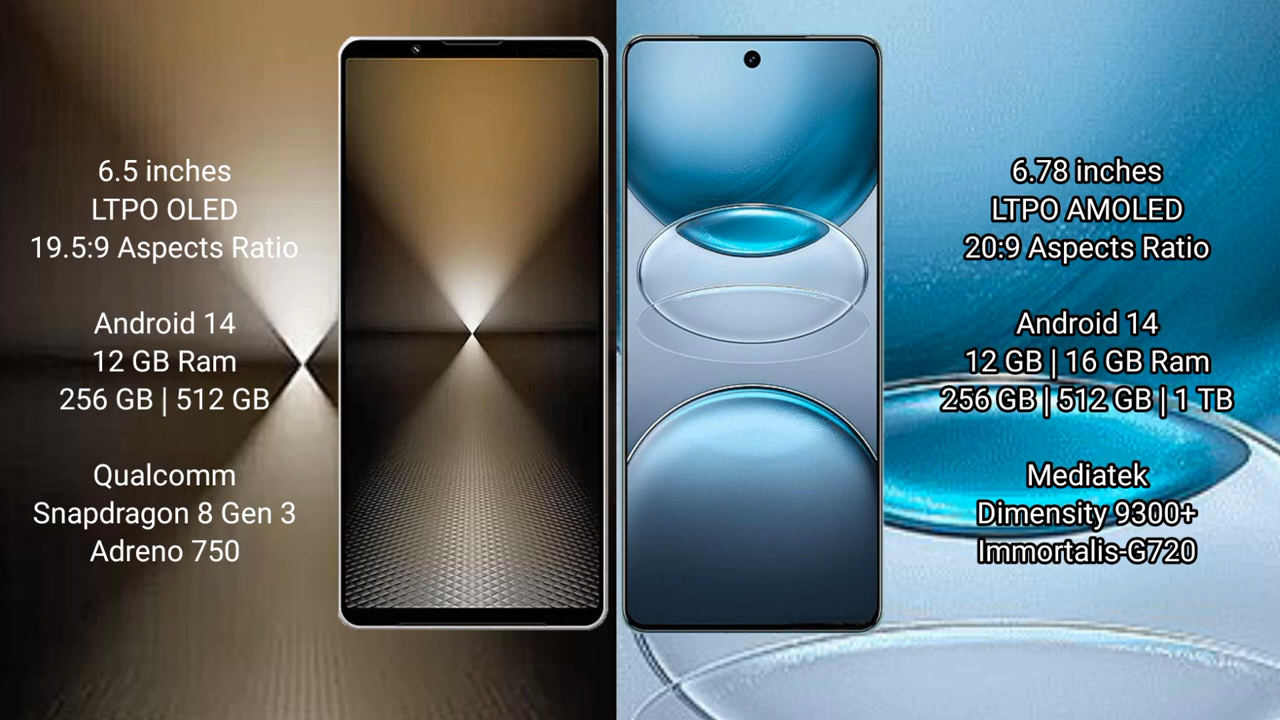 6.5 inches
LTPO OLED
19.5:9 Aspects Ratio
Android 14
12 GB Ram
256 GB | 512 GB
Qualcomm
Snapdragon 8 Gen 3
Adreno 750
6.78 inches
LTPO AMOLED
20:9 Aspects Ratio
Android 14
12 GB | 16 GB Ram
256 GB | 512 GB | 1 TB
Mediatek
Dimensity 9300+
Immortalis-G720